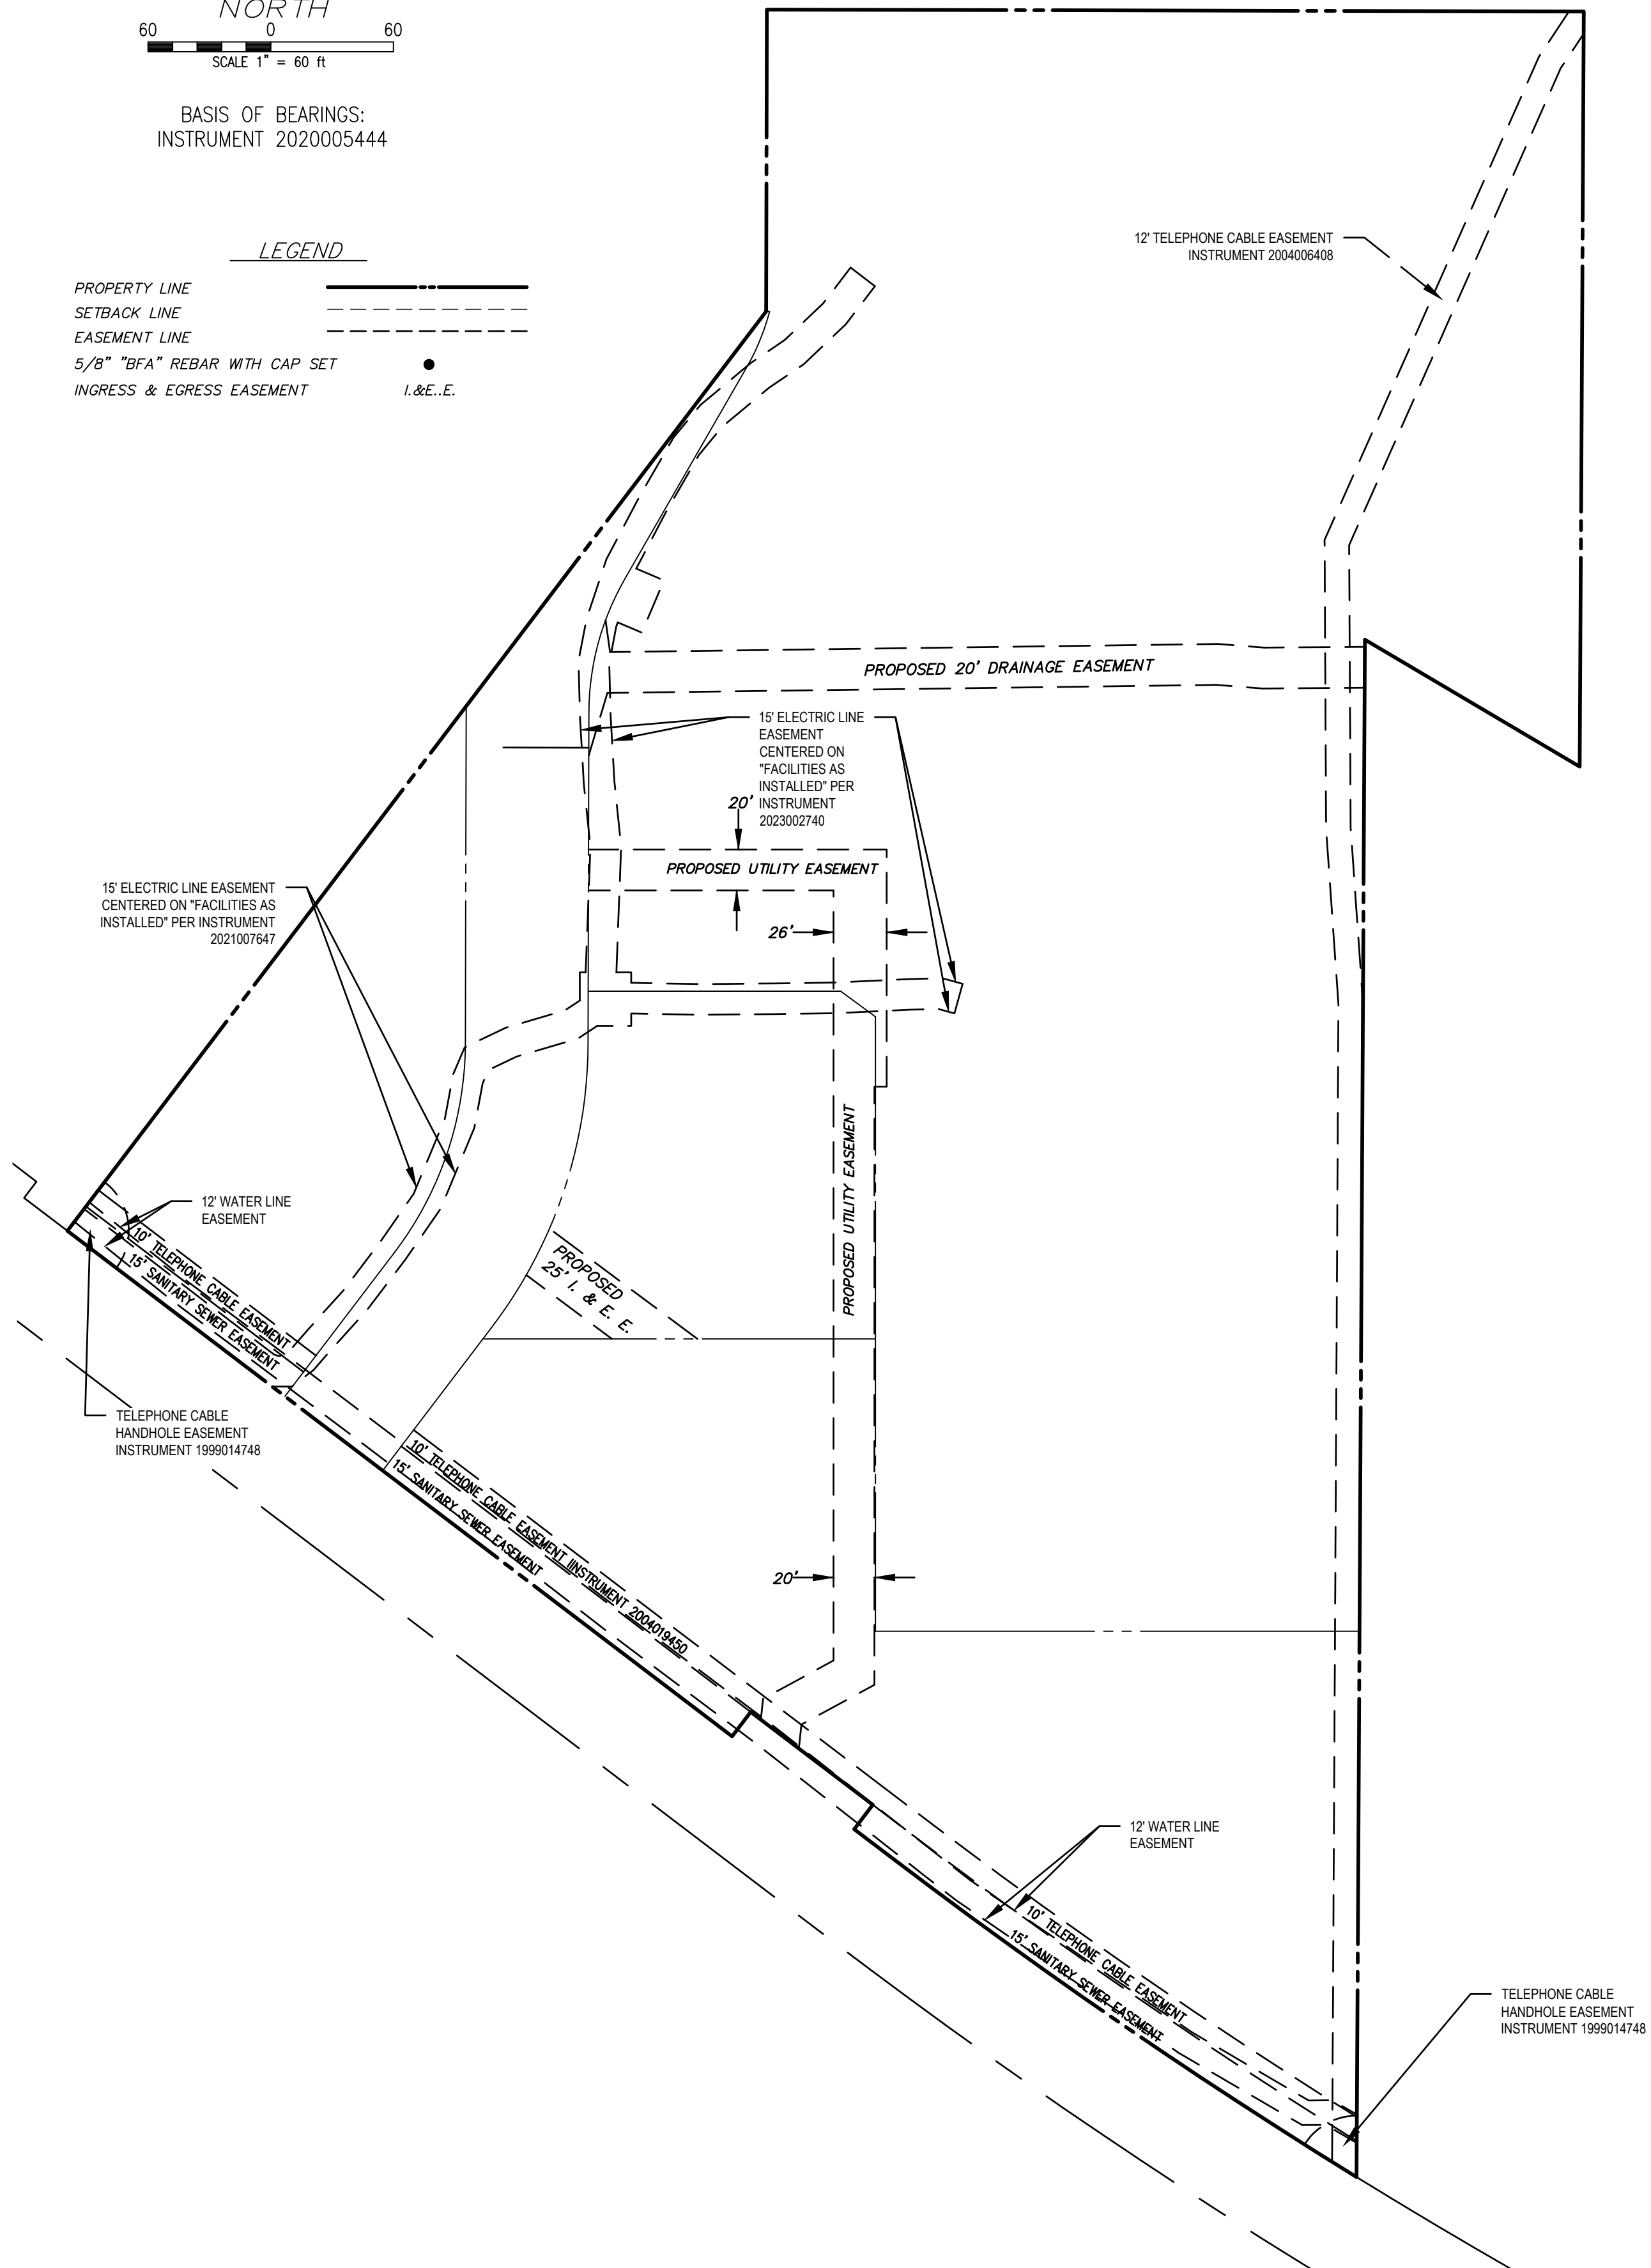 NORTH
60 0 60
SCALE 1" = 60 ft
BASIS OF BEARINGS:
INSTRUMENT 2020005444
LEGEND
PROPERTY LINE
SETBACK LINE
EASEMENT LINE
5/8" "BFA" REBAR WITH CAP SET
INGRESS & EGRESS EASEMENT I.&E..E.
12' TELEPHONE CABLE EASEMENT
INSTRUMENT 2004006408
PROPOSED 20' DRAINAGE EASEMENT
15' ELECTRIC LINE
EASEMENT
CENTERED ON
"FACILITIES AS
INSTALLED" PER
INSTRUMENT
2023002740
20'
PROPOSED UTILITY EASEMENT
26'
15' ELECTRIC LINE EASEMENT
CENTERED ON "FACILITIES AS
INSTALLED" PER INSTRUMENT
2021007647
PROPOSED UTILITY EASEMENT
12' WATER LINE
EASEMENT
10' TELEPHONE CABLE EASEMENT
15' SANITARY SEWER EASEMENT
PROPOSED
25' I. & E. E.
TELEPHONE CABLE
HANDHOLE EASEMENT
INSTRUMENT 1999014748
10' TELEPHONE CABLE EASEMENT IINSTRUMENT 2004019450
15' SANITARY SEWER EASEMENT
20'
12' WATER LINE
EASEMENT
10' TELEPHONE CABLE EASEMENT
15' SANITARY SEWER EASEMENT
TELEPHONE CABLE
HANDHOLE EASEMENT
INSTRUMENT 1999014748